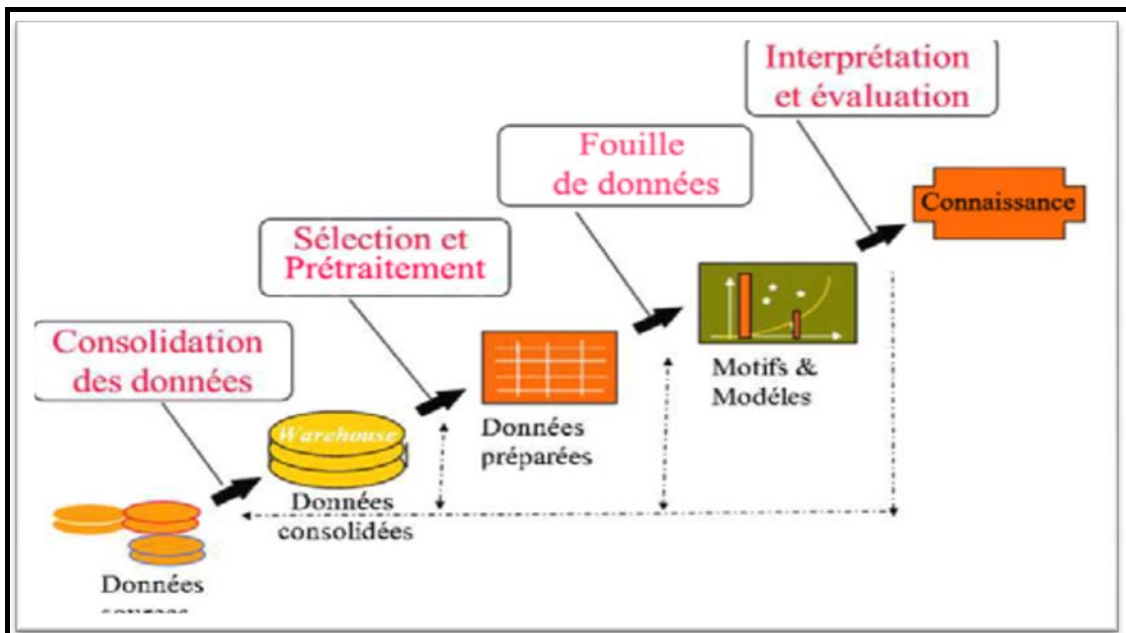 Interprétation
et évaluation
Fouille
de données
Connaissance
Sélection et
Prétraitement
Consolidation
des données
Motifs &
Modéles
Données
préparées
Warehouse
Données
consolidées
Données